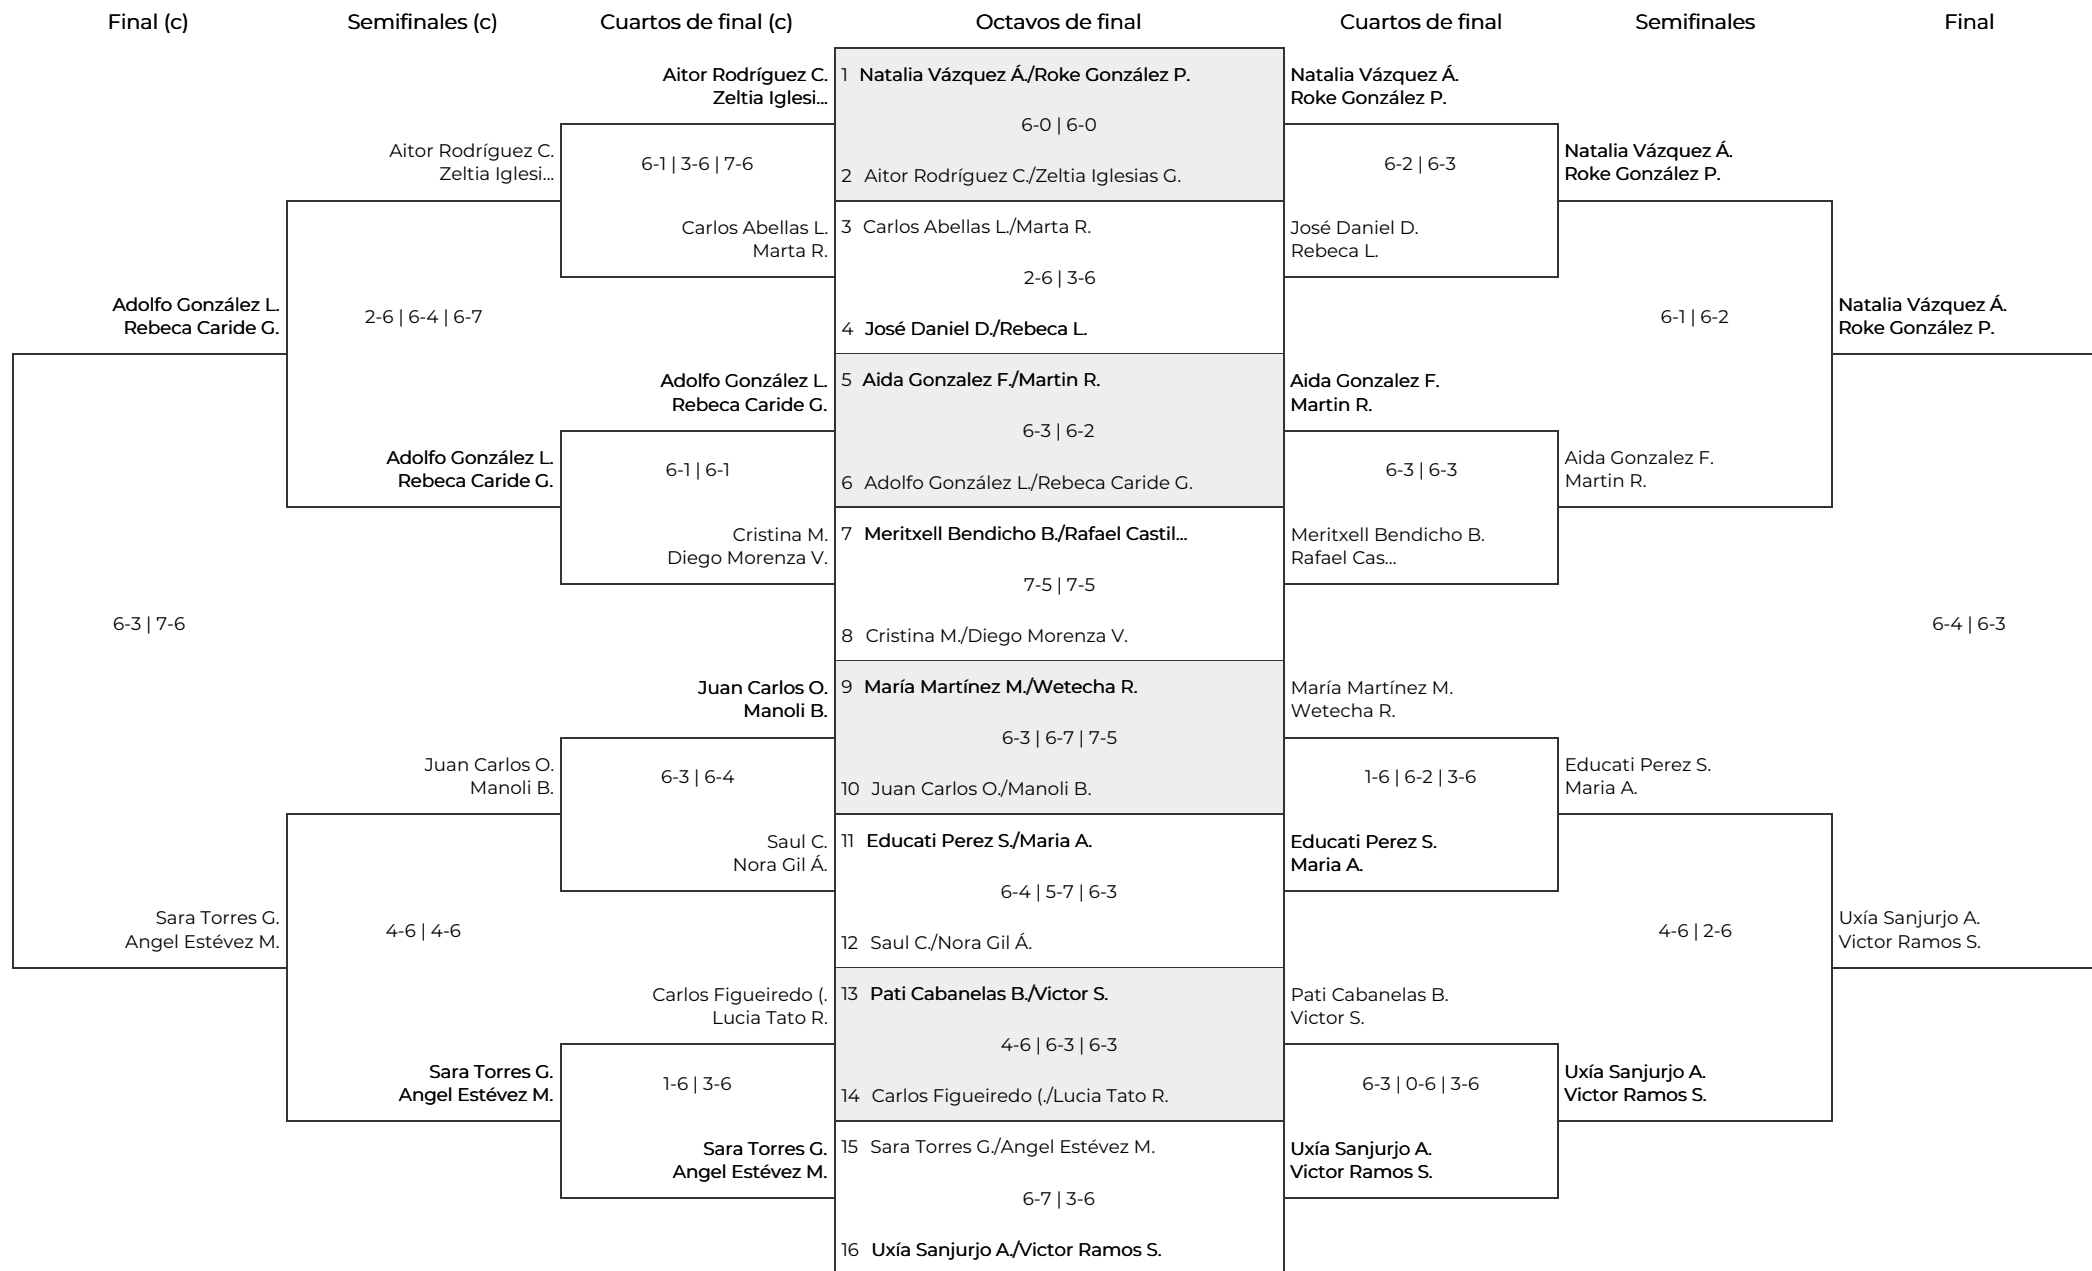 Final (c)
Semifinales (c)
Cuartos de final (c)
Octavos de final
Cuartos de final
Semifinales
Final
Adolfo González L.
Rebeca Caride G.
6-3 | 7-6
Sara Torres G.
Angel Estévez M.
Aitor Rodríguez C.
Zeltia Iglesi...
2-6 | 6-4 | 6-7
Adolfo González L.
Rebeca Caride G.
Juan Carlos O.
Manoli B.
4-6 | 4-6
Sara Torres G.
Angel Estévez M.
Aitor Rodríguez C.
Zeltia Iglesi...
6-1 | 3-6 | 7-6
Carlos Abellas L.
Marta R.
Adolfo González L.
Rebeca Caride G.
6-1 | 6-1
Cristina M.
Diego Morenza V.
Juan Carlos O.
Manoli B.
6-3 | 6-4
Saul C.
Nora Gil Á.
Carlos Figueiredo (.
Lucia Tato R.
1-6 | 3-6
Sara Torres G.
Angel Estévez M.
1 Natalia Vázquez Á./Roke González P.
6-0 | 6-0
2 Aitor Rodríguez C./Zeltia Iglesias G.
3 Carlos Abellas L./Marta R.
2-6 | 3-6
4 José Daniel D./Rebeca L.
5 Aida Gonzalez F./Martin R.
6-3 | 6-2
6 Adolfo González L./Rebeca Caride G.
7 Meritxell Bendicho B./Rafael Castil...
7-5 | 7-5
8 Cristina M./Diego Morenza V.
9 María Martínez M./Wetecha R.
6-3 | 6-7 | 7-5
10 Juan Carlos O./Manoli B.
11 Educati Perez S./Maria A.
6-4 | 5-7 | 6-3
12 Saul C./Nora Gil Á.
13 Pati Cabanelas B./Victor S.
4-6 | 6-3 | 6-3
14 Carlos Figueiredo (./Lucia Tato R.
15 Sara Torres G./Angel Estévez M.
6-7 | 3-6
16 Uxía Sanjurjo A./Victor Ramos S.
Natalia Vázquez Á.
Roke González P.
6-2 | 6-3
José Daniel D.
Rebeca L.
Aida Gonzalez F.
Martin R.
6-3 | 6-3
Meritxell Bendicho B.
Rafael Cas...
María Martínez M.
Wetecha R.
1-6 | 6-2 | 3-6
Educati Perez S.
Maria A.
Pati Cabanelas B.
Victor S.
6-3 | 0-6 | 3-6
Uxía Sanjurjo A.
Victor Ramos S.
Natalia Vázquez Á.
Roke González P.
6-1 | 6-2
Aida Gonzalez F.
Martin R.
Educati Perez S.
Maria A.
4-6 | 2-6
Uxía Sanjurjo A.
Victor Ramos S.
Natalia Vázquez Á.
Roke González P.
6-4 | 6-3
Uxía Sanjurjo A.
Victor Ramos S.